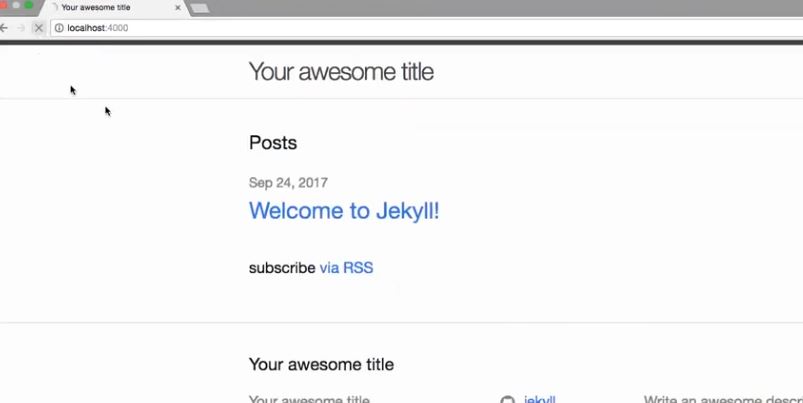 Your awesome title
localhost:4000
Your awesome title
Posts
Sep 24, 2017
Welcome to Jekyll!
subscribe via RSS
Your awesome title
Your awesome title jekyll Write an awesome descr